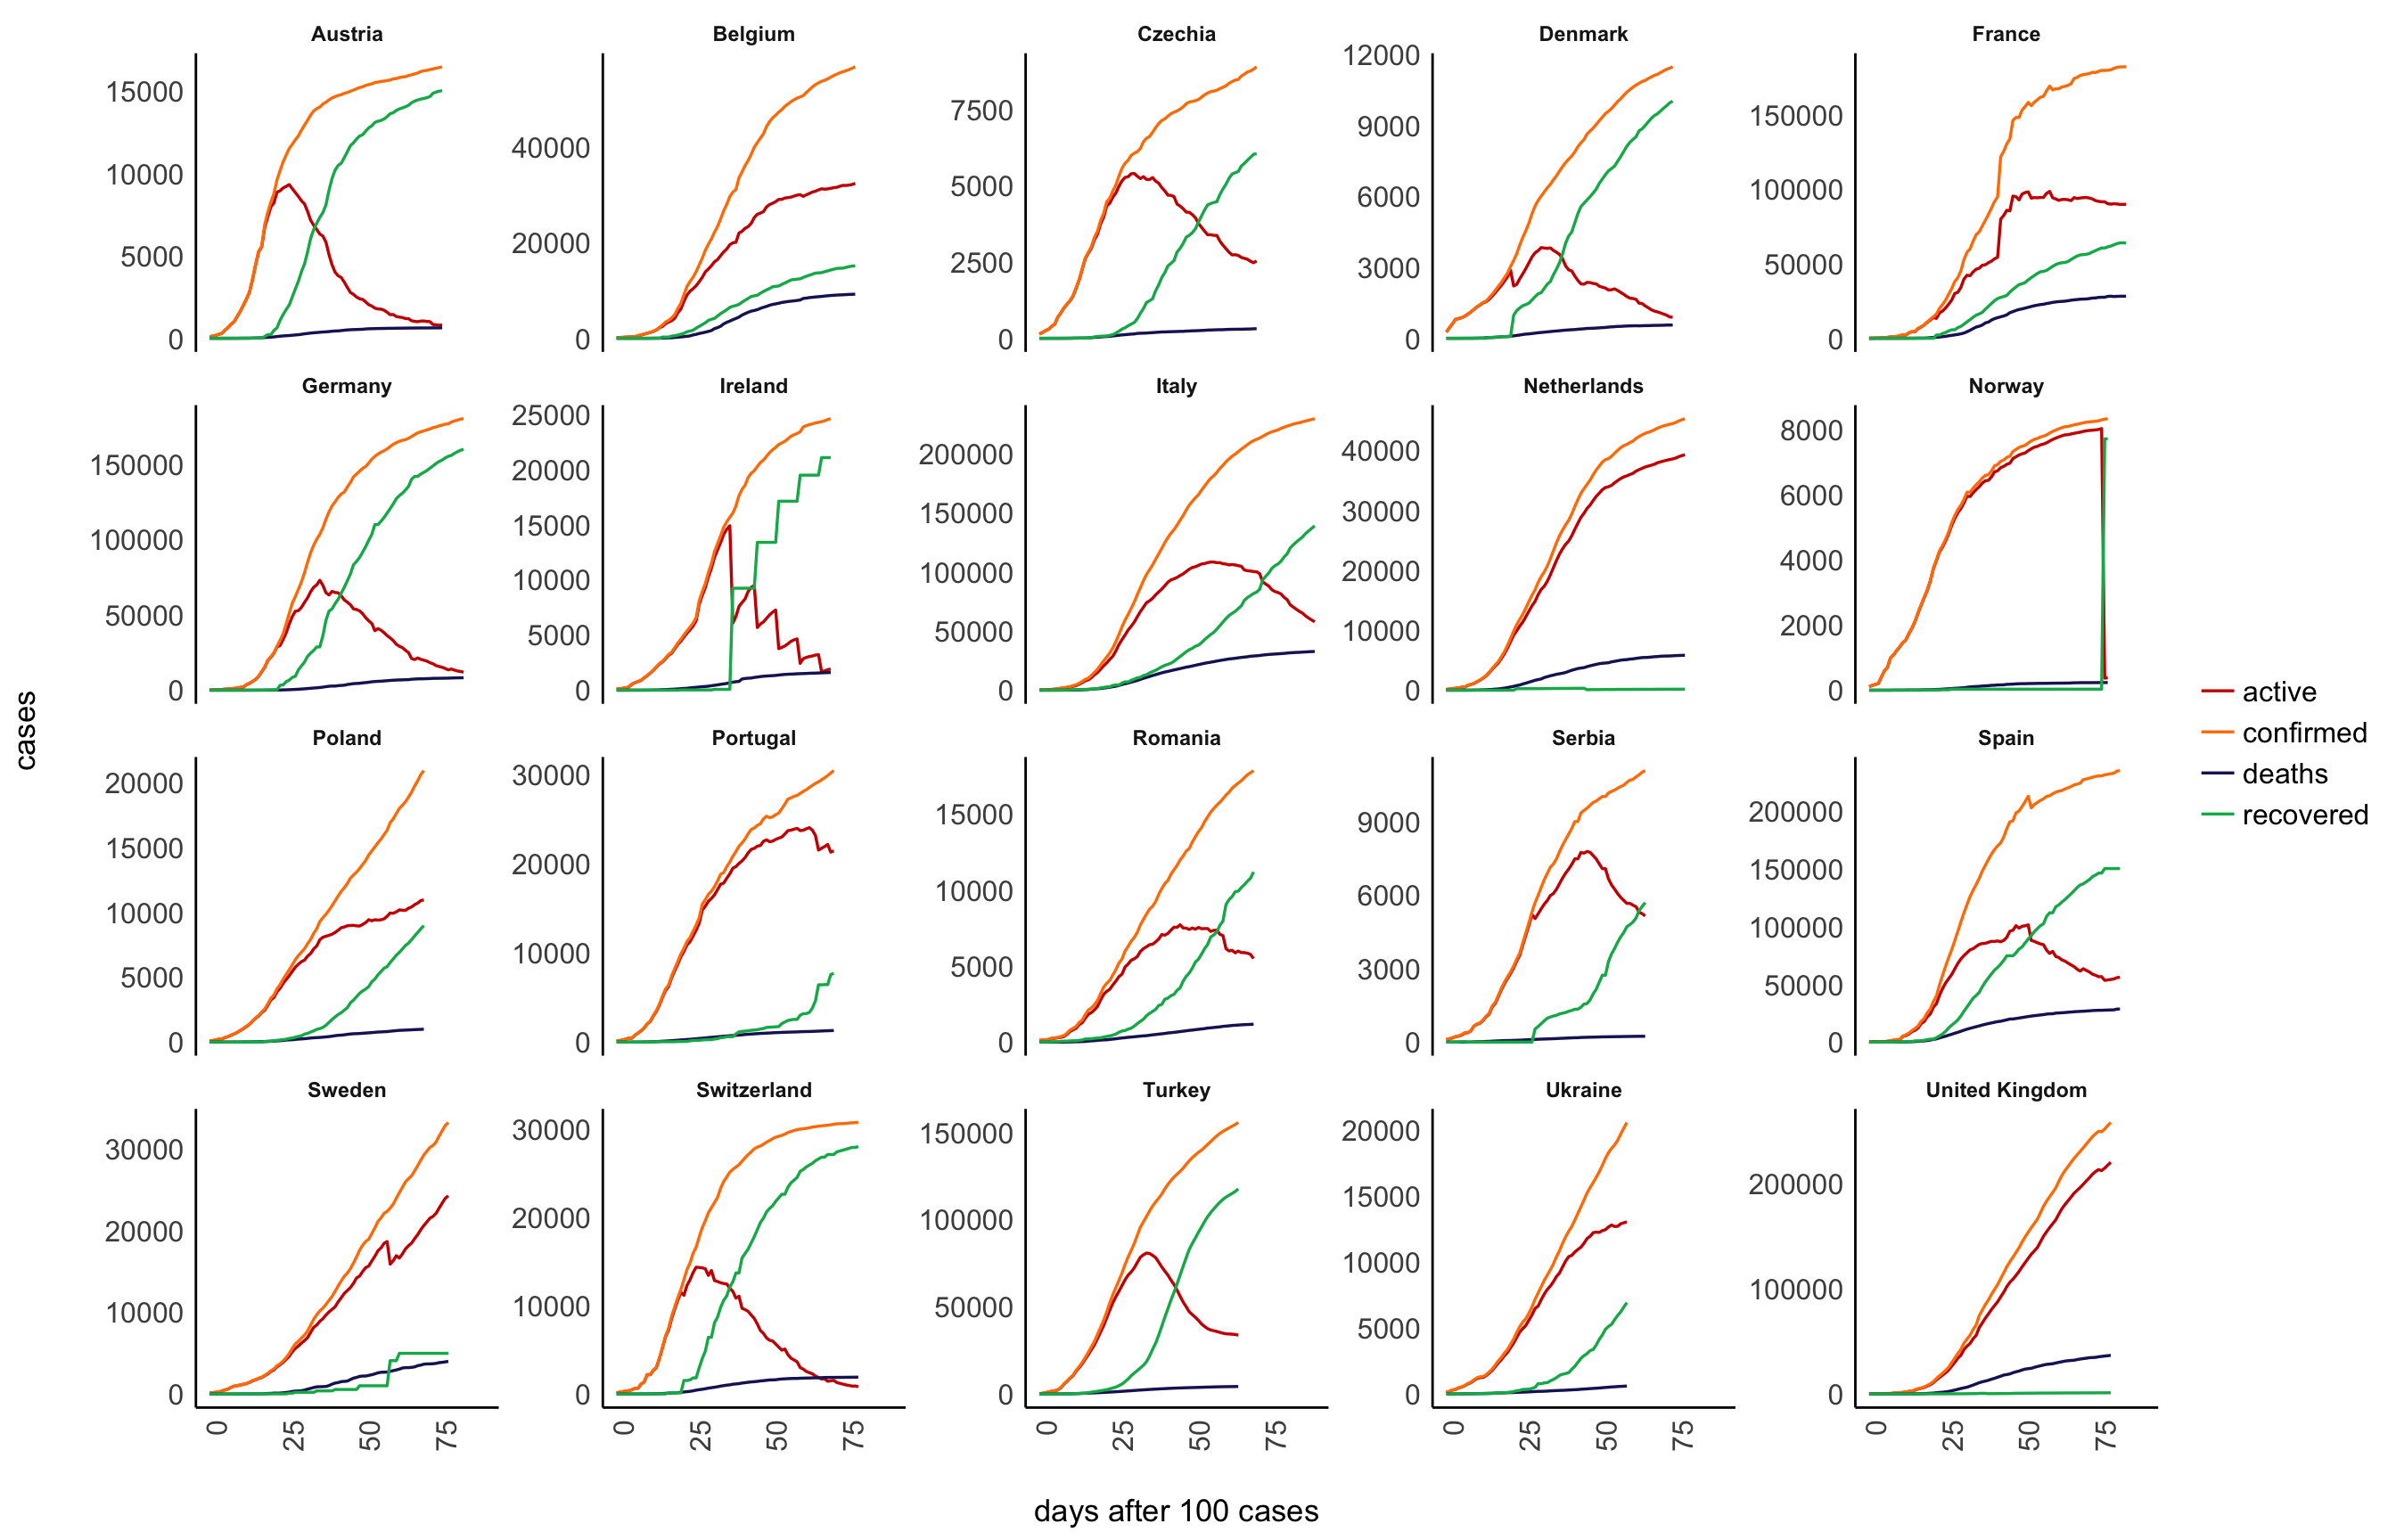 Austria Belgium Czechia Denmark France
15000 10000 5000 0
40000 20000 0
7500 5000 2500 0
12000 9000 6000 3000 0
150000 100000 50000 0
Germany Ireland Italy Netherlands Norway
150000 100000 50000 0
25000 20000 15000 10000 5000 0
200000 150000 100000 50000 0
40000 30000 20000 10000 0
8000 6000 4000 2000 0
Poland Portugal Romania Serbia Spain
20000 15000 10000 5000 0
30000 20000 10000 0
15000 10000 5000 0
9000 6000 3000 0
200000 150000 100000 50000 0
Sweden Switzerland Turkey Ukraine United Kingdom
30000 20000 10000 0
30000 20000 10000 0
150000 100000 50000 0
20000 15000 10000 5000 0
200000 100000 0
0 25 50 75
0 25 50 75
0 25 50 75
0 25 50 75
0 25 50 75
days after 100 cases
cases
active
confirmed
deaths
recovered